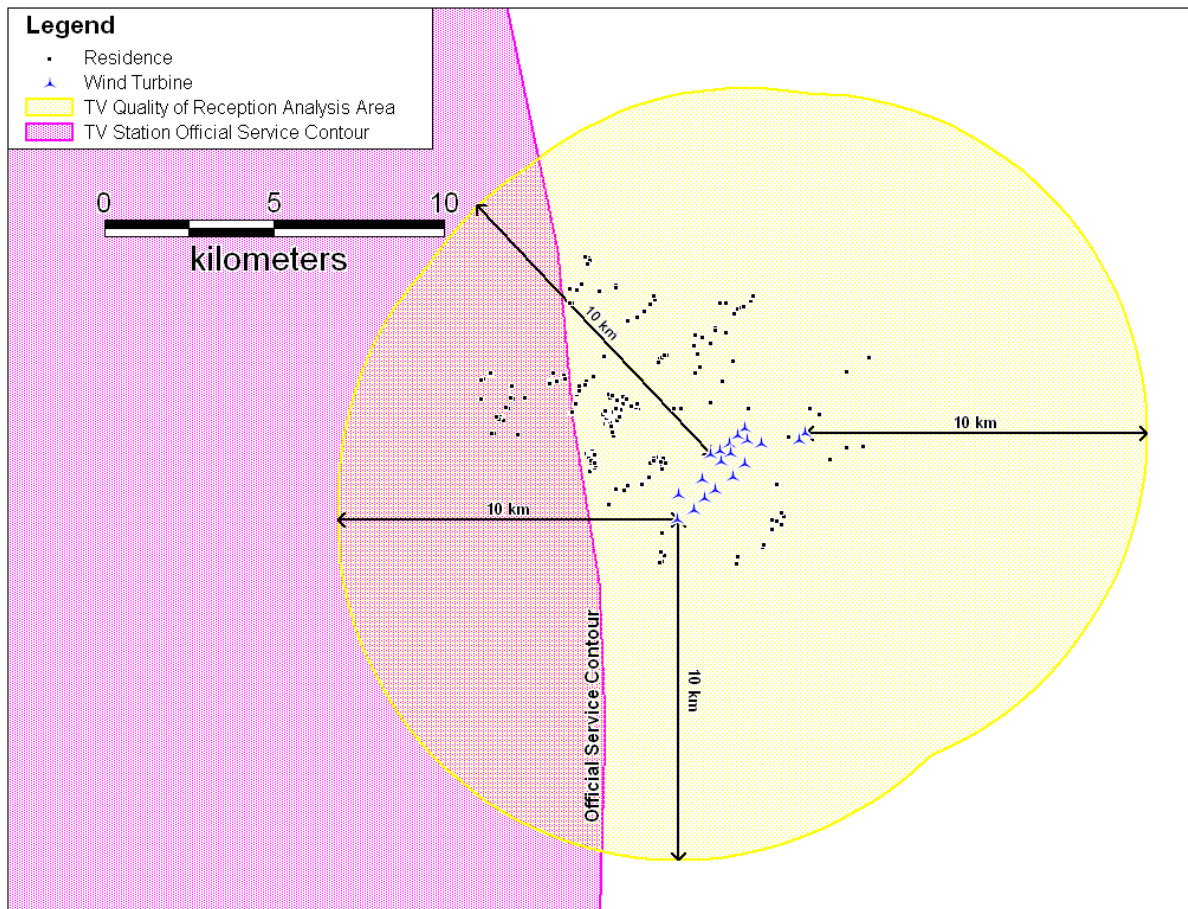 Legend
Residence
Wind Turbine
TV Quality of Reception Analysis Area
TV Station Official Service Contour
0 5 10
kilometers
10 km
10 km
10 km
10 km
Official Service Contour